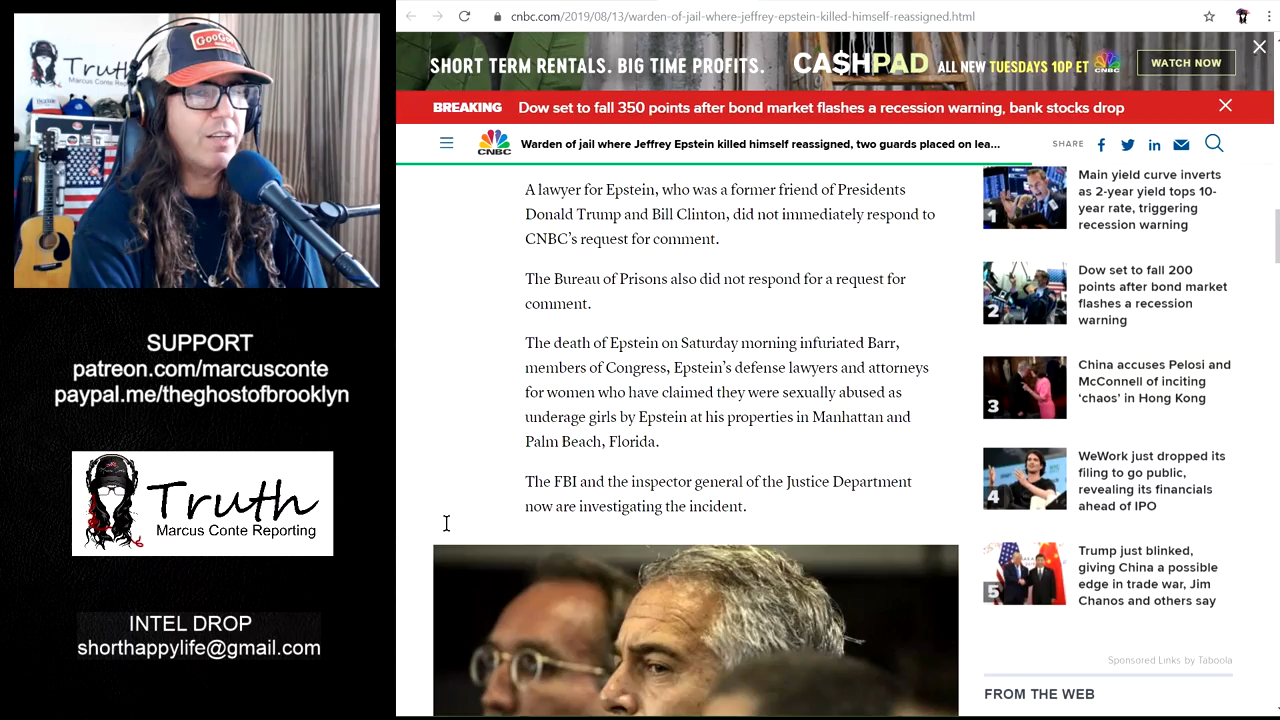 GooGoo
Truth
Marcus Conte
SUPPORT
patreon.com/marcusconte
paypal.me/theghostofbrooklyn
Truth
Marcus Conte Reporting
INTEL DROP
shorthappylife@gmail.com
cnbc.com/2019/08/13/warden-of-jail-where-jeffrey-epstein-killed-himself-reassigned.html
SHORT TERM RENTALS. BIG TIME PROFITS.
CA$HPAD
ALL NEW TUESDAYS 10P ET
CNBC
WATCH NOW
BREAKING
Dow set to fall 350 points after bond market flashes a recession warning, bank stocks drop
CNBC
Warden of jail where Jeffrey Epstein killed himself reassigned, two guards placed on lea...
SHARE
A lawyer for Epstein, who was a former friend of Presidents
Donald Trump and Bill Clinton, did not immediately respond to
CNBC's request for comment.
The Bureau of Prisons also did not respond for a request for
comment.
The death of Epstein on Saturday morning infuriated Barr,
members of Congress, Epstein's defense lawyers and attorneys
for women who have claimed they were sexually abused as
underage girls by Epstein at his properties in Manhattan and
Palm Beach, Florida.
The FBI and the inspector general of the Justice Department
now are investigating the incident.
1
Main yield curve inverts
as 2-year yield tops 10-
year rate, triggering
recession warning
2
Dow set to fall 200
points after bond market
flashes a recession
warning
3
China accuses Pelosi and
McConnell of inciting
'chaos' in Hong Kong
4
WeWork just dropped its
filing to go public,
revealing its financials
ahead of IPO
5
Trump just blinked,
giving China a possible
edge in trade war, Jim
Chanos and others say
Sponsored Links by Taboola
FROM THE WEB